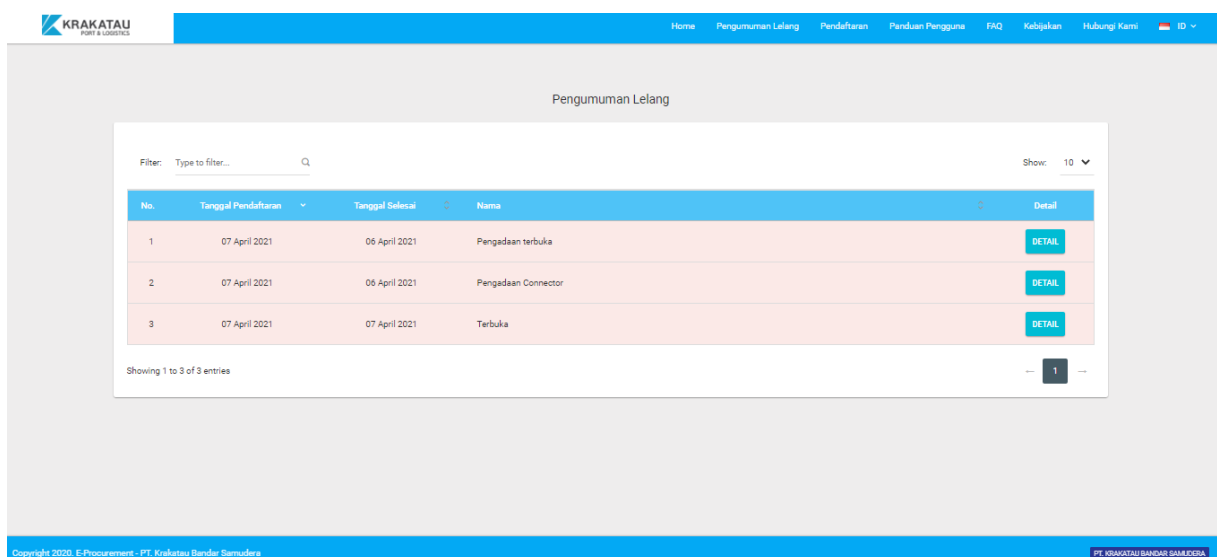 KRAKATAU
PORT & LOGISTICS
Home Pengumuman Lelang Pendaftaran Panduan Pengguna FAQ Kebijakan Hubungi Kami ID
Pengumuman Lelang
Filter: Type to filter... Show: 10
No. Tanggal Pendaftaran Tanggal Selesai Nama Detail
1 07 April 2021 06 April 2021 Pengadaan terbuka DETAIL
2 07 April 2021 06 April 2021 Pengadaan Connector DETAIL
3 07 April 2021 07 April 2021 Terbuka DETAIL
Showing 1 to 3 of 3 entries ← 1 →
Copyright 2020. E-Procurement - PT. Krakatau Bandar Samudera PT. KRAKATAU BANDAR SAMUDERA